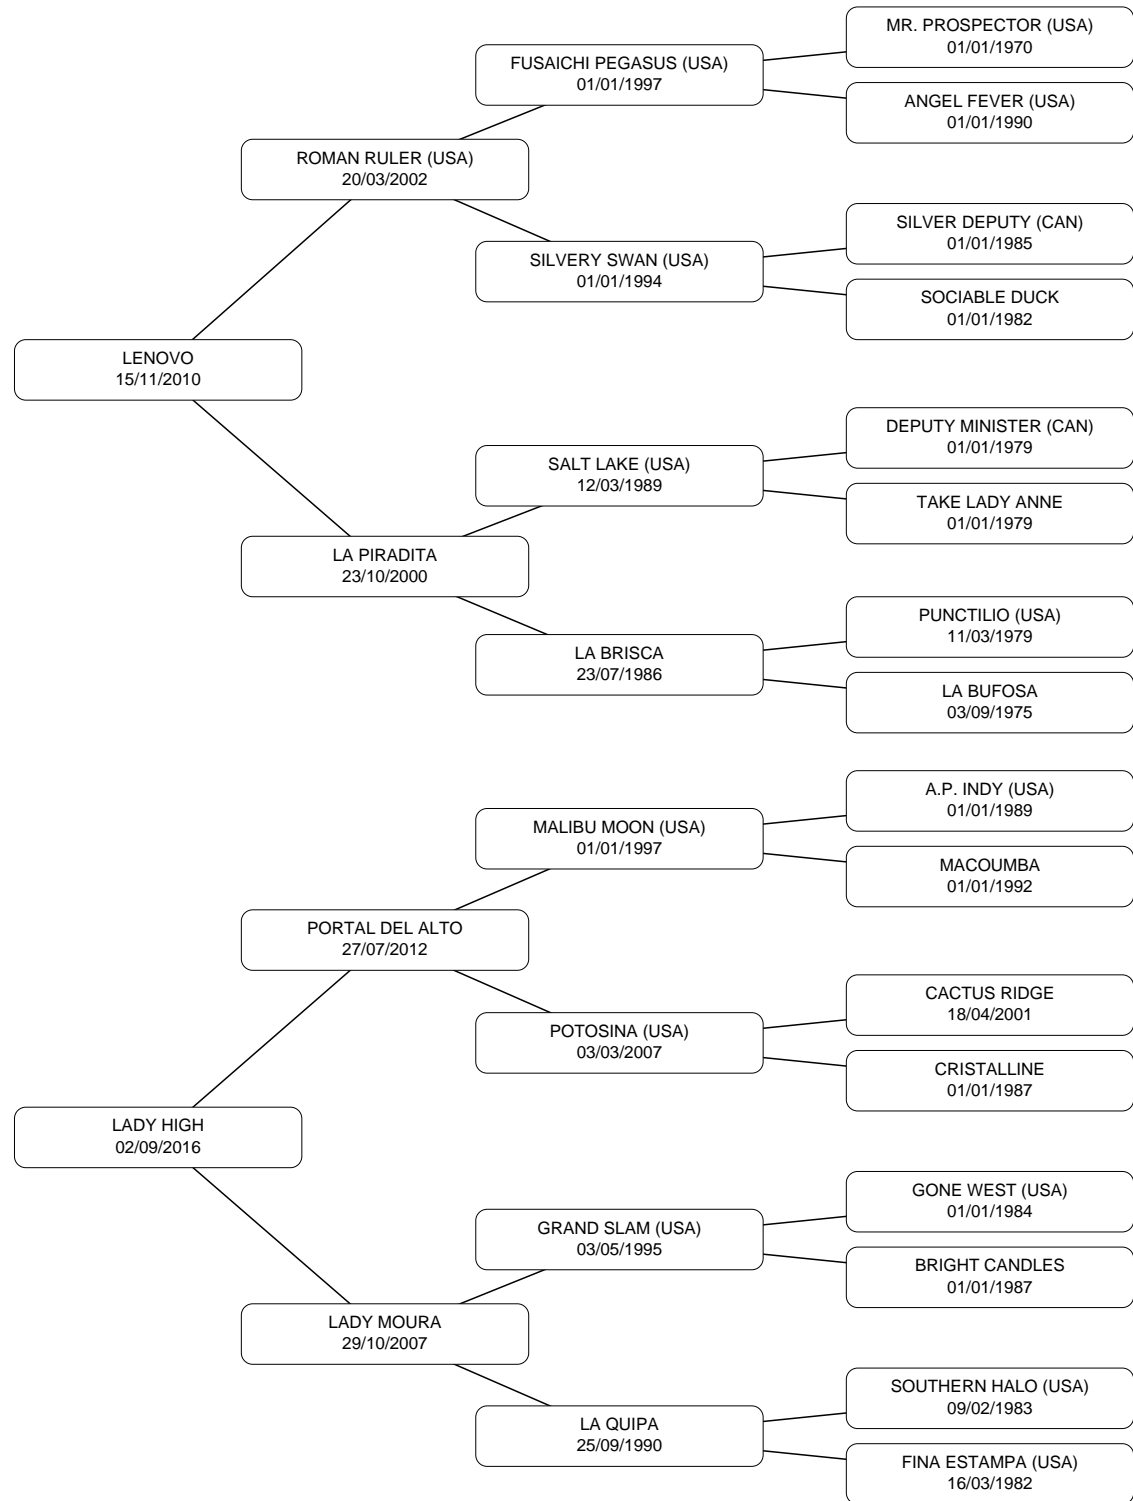 MR. PROSPECTOR (USA)
01/01/1970
FUSAICHI PEGASUS (USA)
01/01/1997
ANGEL FEVER (USA)
01/01/1990
ROMAN RULER (USA)
20/03/2002
SILVER DEPUTY (CAN)
01/01/1985
SILVERY SWAN (USA)
01/01/1994
SOCIABLE DUCK
01/01/1982
LENOVO
15/11/2010
DEPUTY MINISTER (CAN)
01/01/1979
SALT LAKE (USA)
12/03/1989
TAKE LADY ANNE
01/01/1979
LA PIRADITA
23/10/2000
PUNCTILIO (USA)
11/03/1979
LA BRISCA
23/07/1986
LA BUFOSA
03/09/1975
A.P. INDY (USA)
01/01/1989
MALIBU MOON (USA)
01/01/1997
MACOUMBA
01/01/1992
PORTAL DEL ALTO
27/07/2012
CACTUS RIDGE
18/04/2001
POTOSINA (USA)
03/03/2007
CRISTALLINE
01/01/1987
LADY HIGH
02/09/2016
GONE WEST (USA)
01/01/1984
GRAND SLAM (USA)
03/05/1995
BRIGHT CANDLES
01/01/1987
LADY MOURA
29/10/2007
SOUTHERN HALO (USA)
09/02/1983
LA QUIPA
25/09/1990
FINA ESTAMPA (USA)
16/03/1982